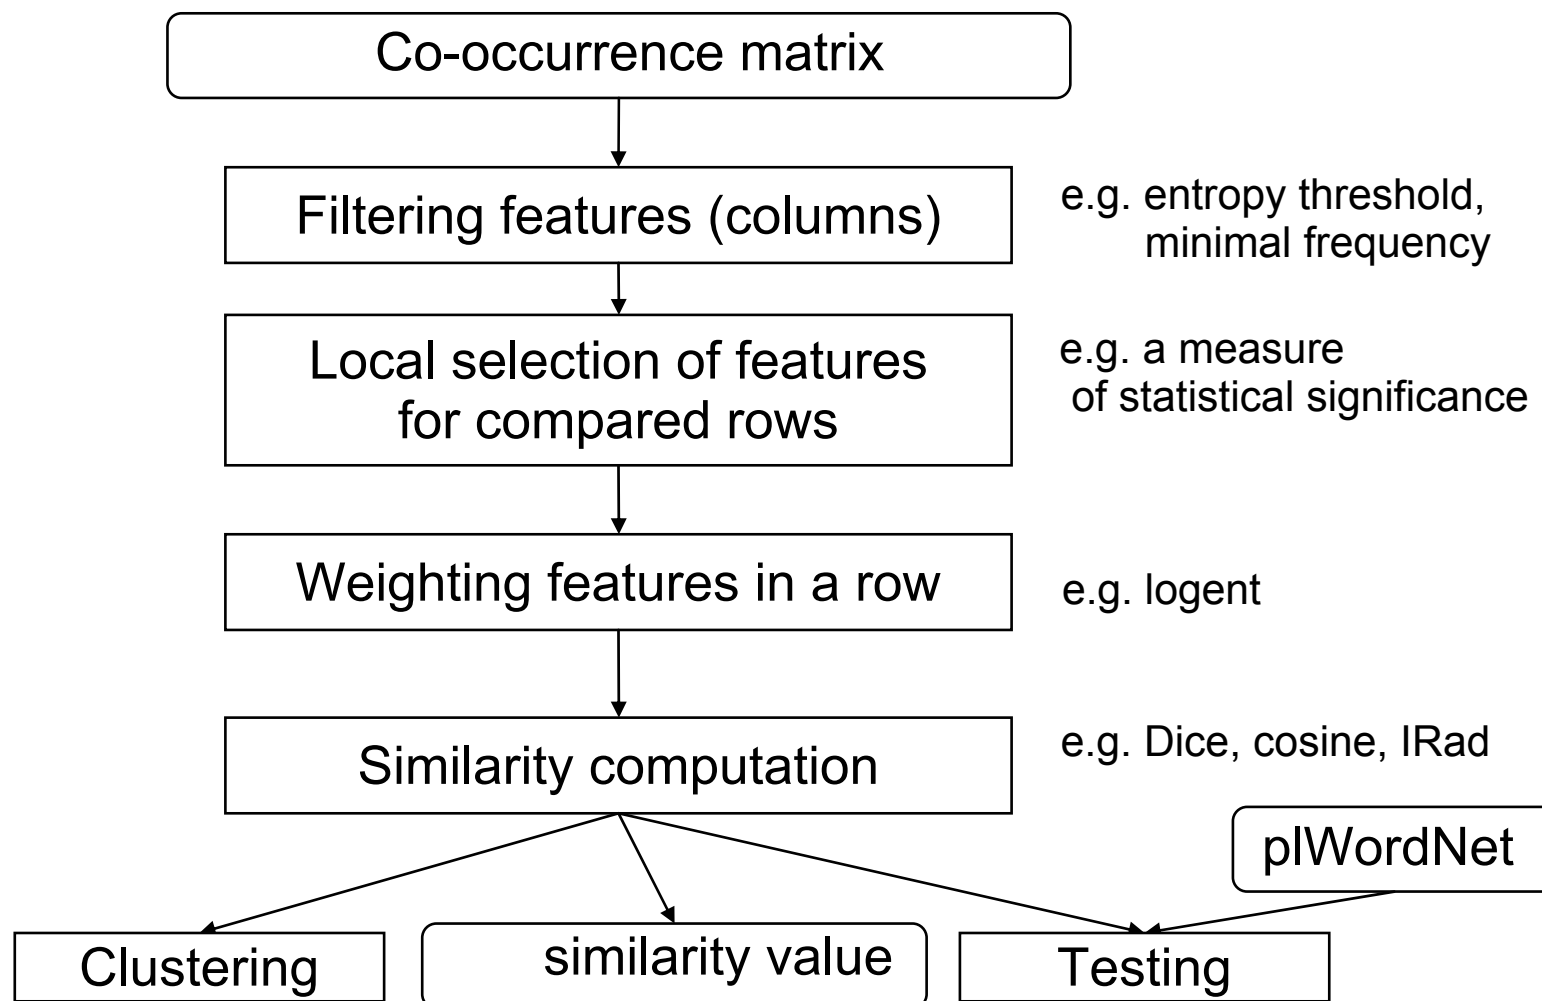 Co-occurrence matrix
Filtering features (columns)
e.g. entropy threshold,
minimal frequency
Local selection of features
for compared rows
e.g. a measure
of statistical significance
Weighting features in a row
e.g. logent
Similarity computation
e.g. Dice, cosine, IRad
plWordNet
Clustering
similarity value
Testing